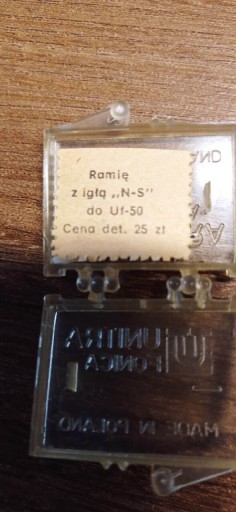 Ramię
z igłą „N-S"
do Uf-50
Cena det. 25 zł
UNITRA
FONICA
MADE IN POLAND